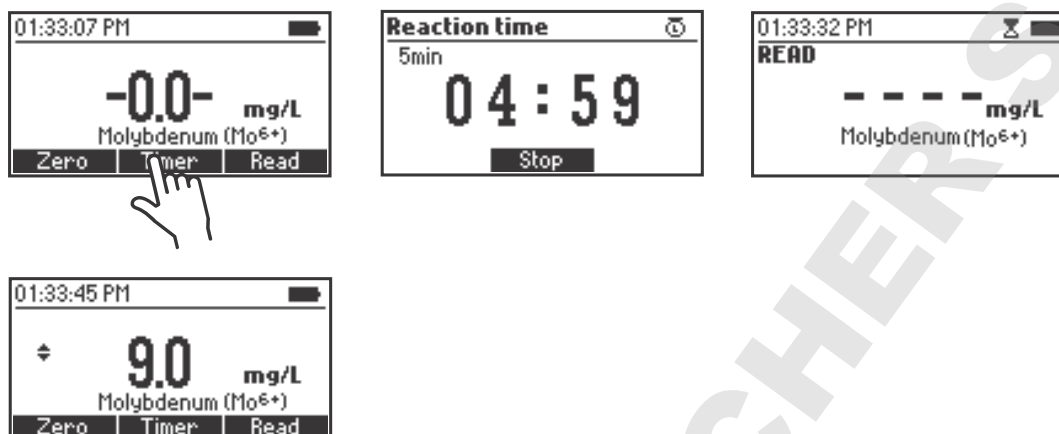 01:33:07 PM
-0.0- mg/L
Molybdenum (Mo⁶⁺)
Zero Timer Read
Reaction time
5min
04:59
Stop
01:33:32 PM
READ
---- mg/L
Molybdenum (Mo⁶⁺)
01:33:45 PM
9.0 mg/L
Molybdenum (Mo⁶⁺)
Zero Timer Read